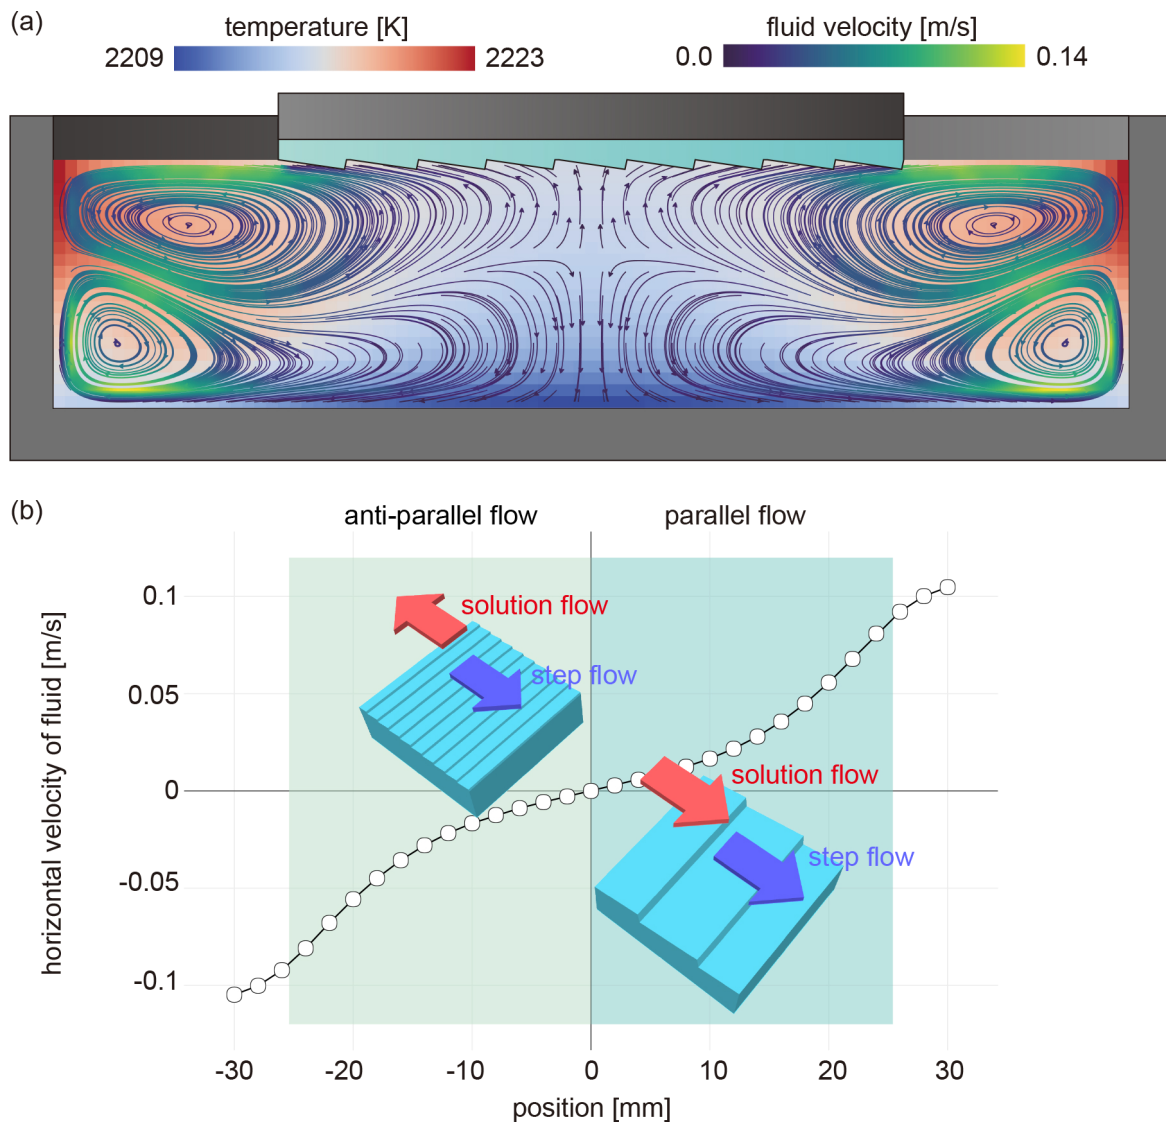 (a)
temperature [K]
fluid velocity [m/s]
2209
2223
0.0
0.14
(b)
anti-parallel flow
parallel flow
horizontal velocity of fluid [m/s]
0.1
0.05
0
-0.05
-0.1
solution flow
step flow
solution flow
step flow
-30
-20
-10
0
10
20
30
position [mm]